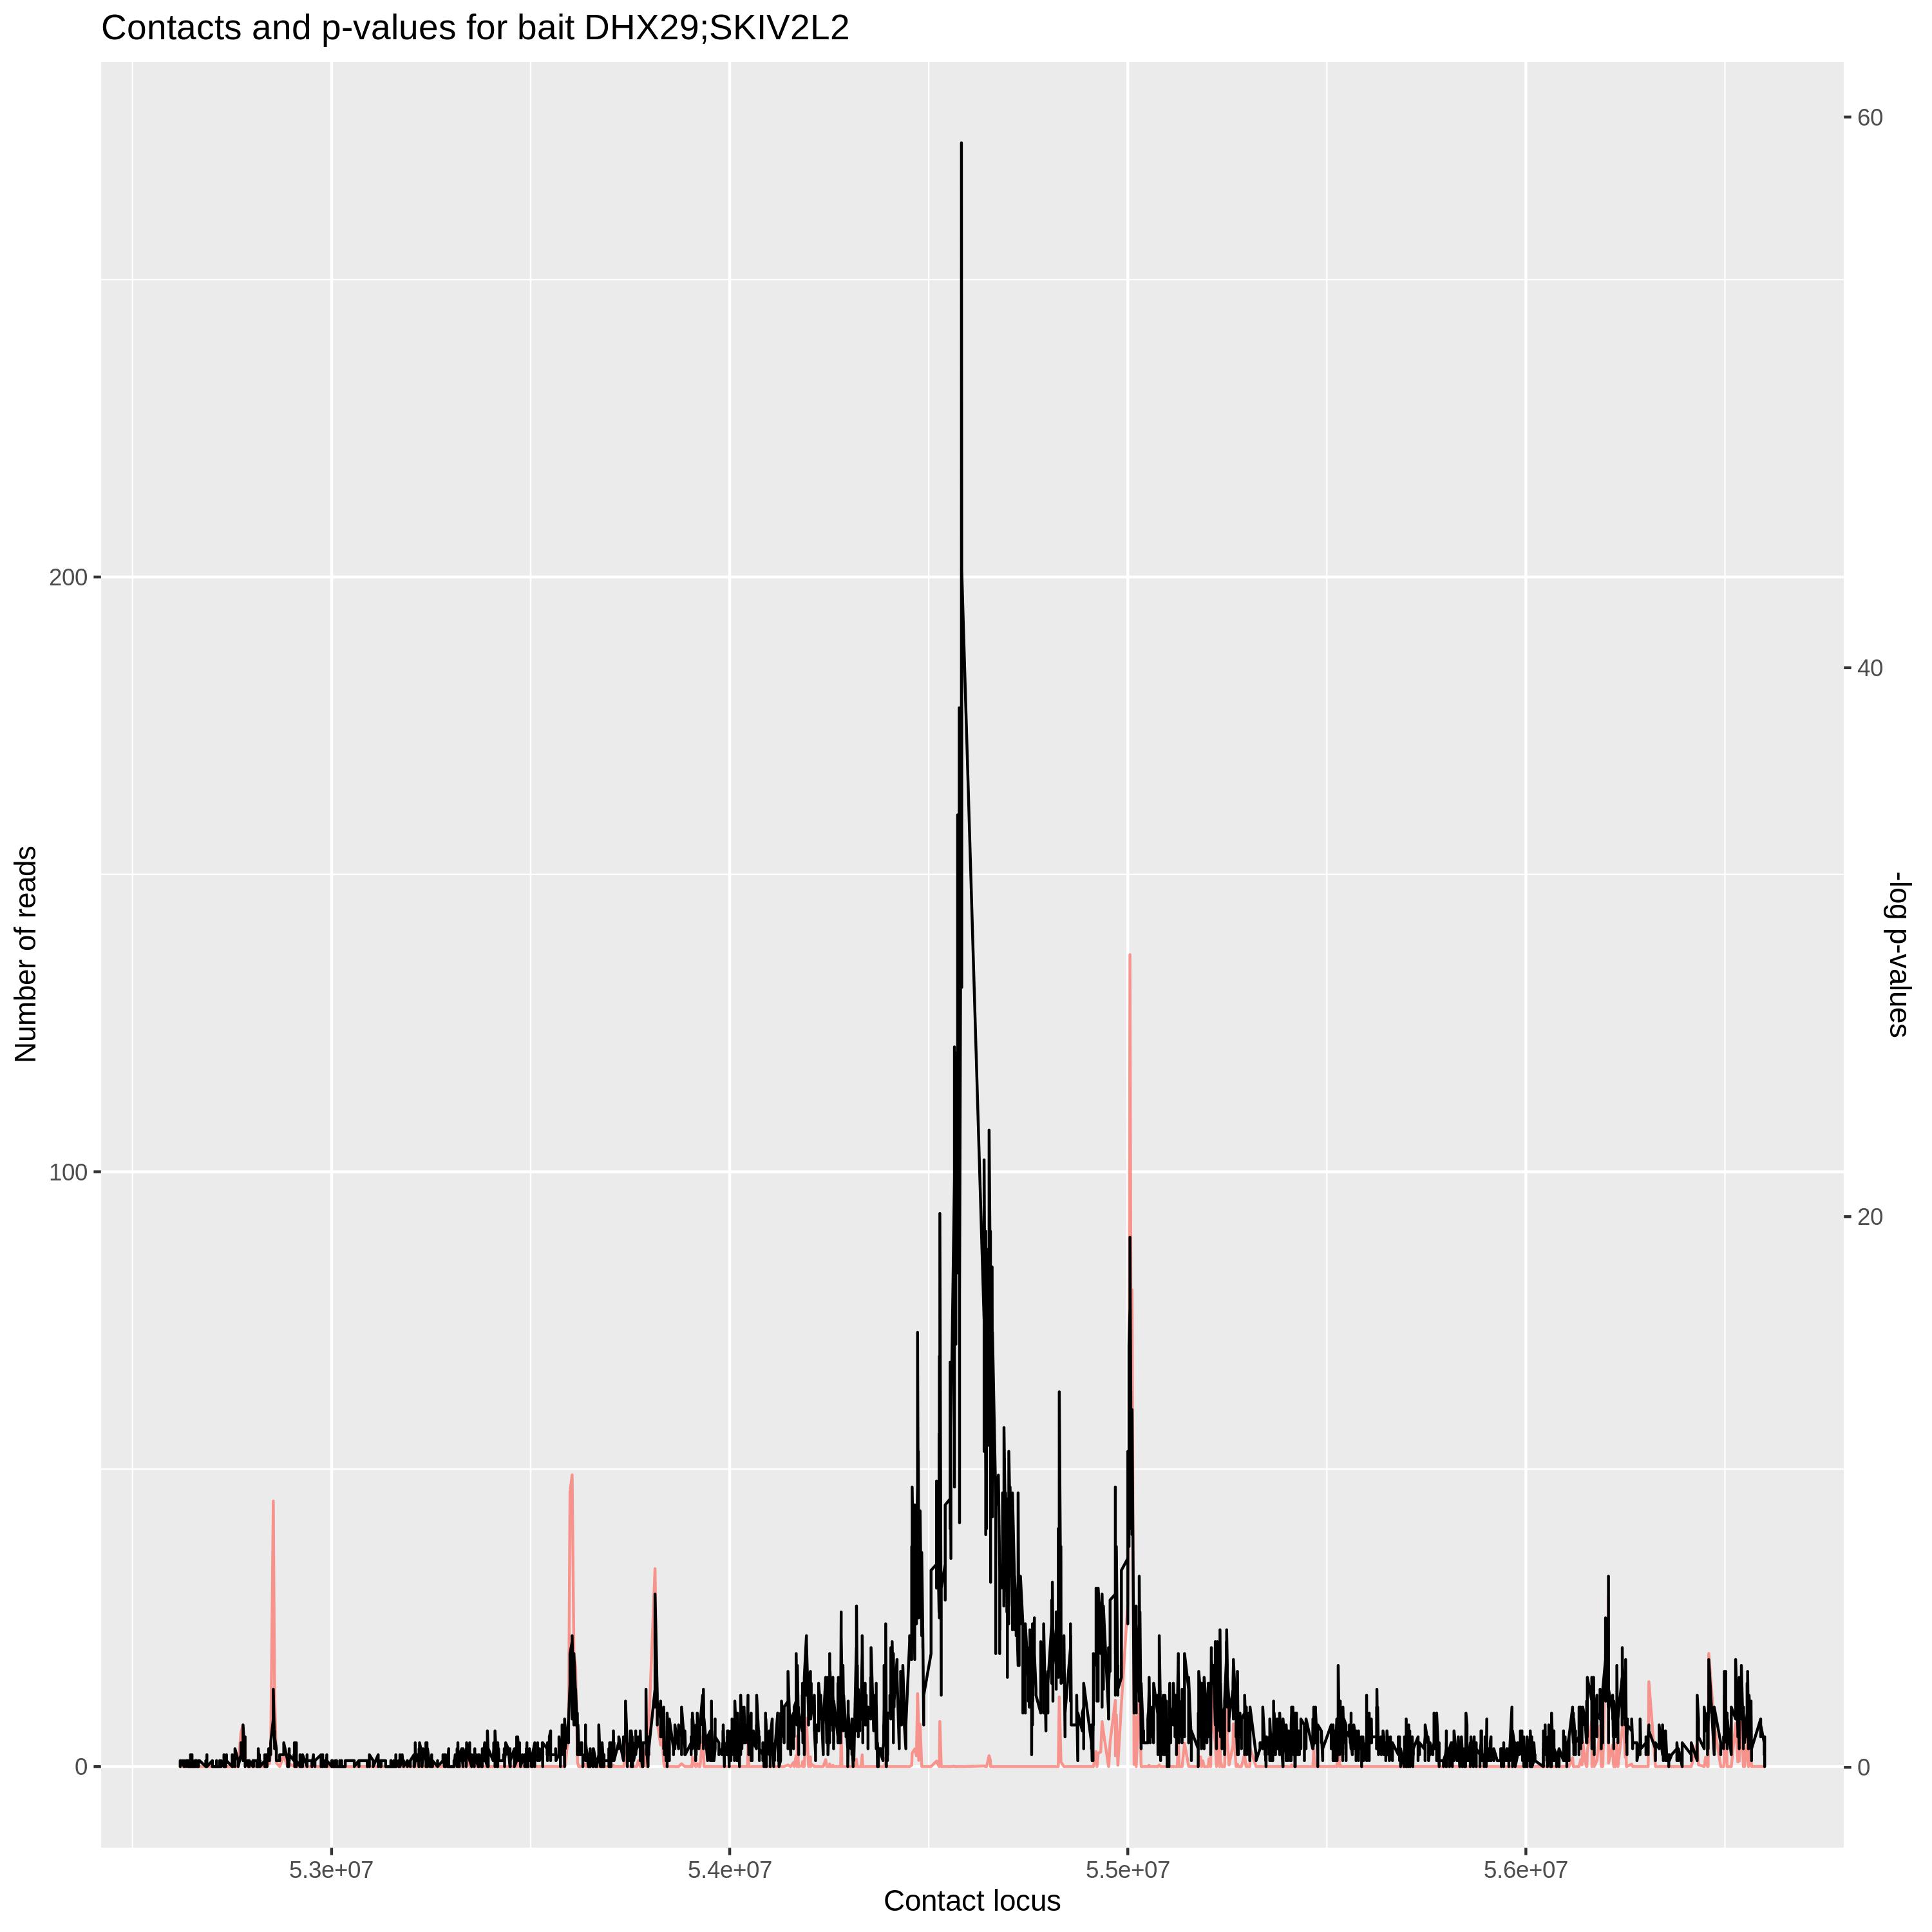 Contacts and p-values for bait DHX29;SKIV2L2
60
200
40
Number of reads
-log p-values
100
20
0
0
5.3e+07
5.4e+07
5.5e+07
5.6e+07
Contact locus